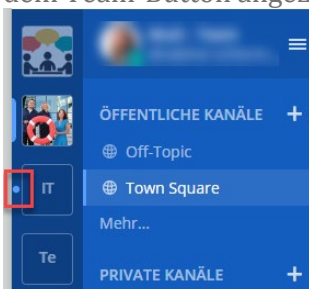 dem Team-Button angez
ÖFFENTLICHE KANÄLE +
Off-Topic
IT
Town Square
Mehr...
Te
PRIVATE KANÄLE +